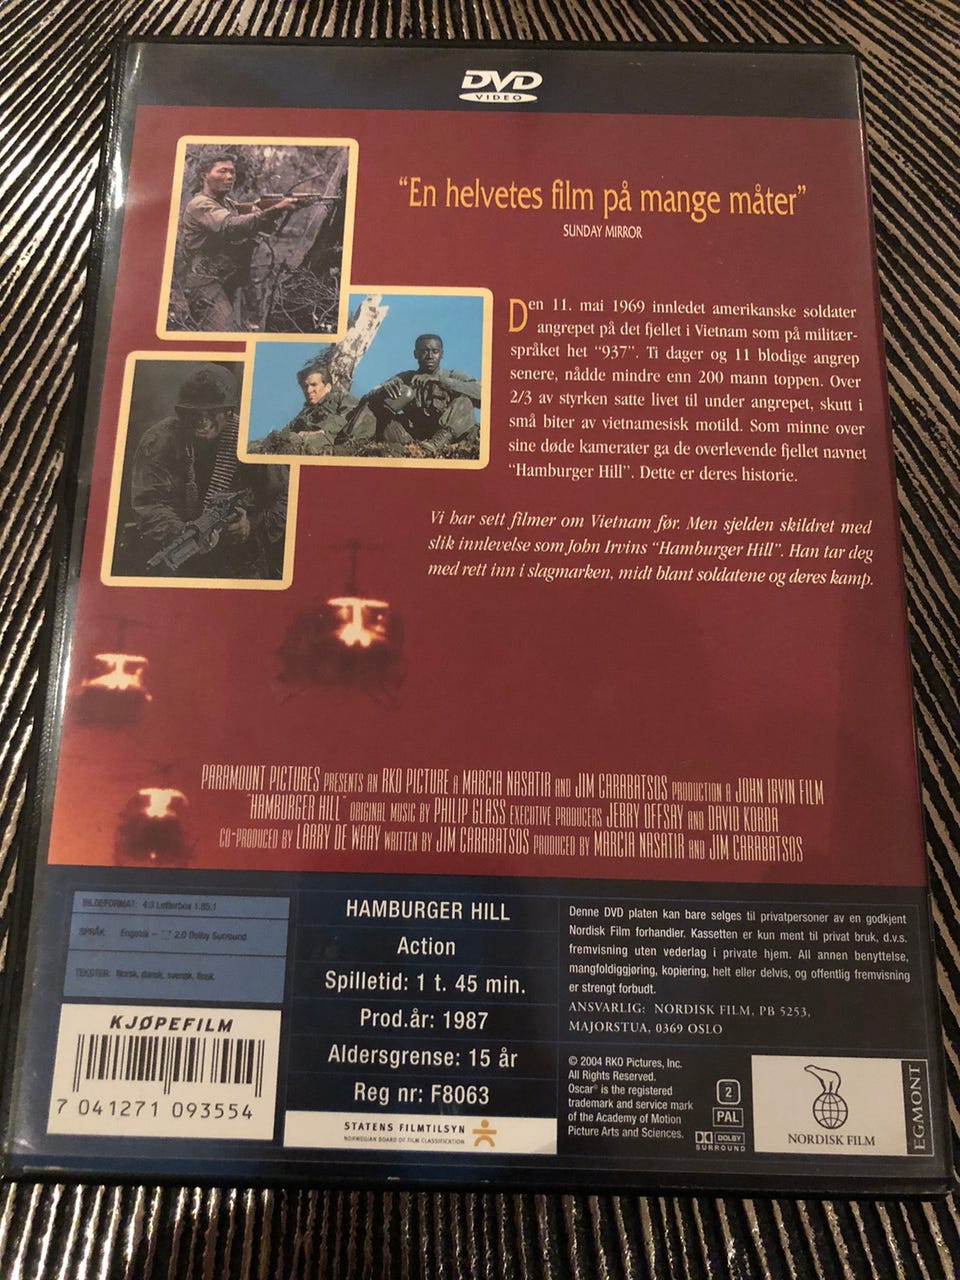 DVD
VIDEO
“En helvetes film på mange måter”
SUNDAY MIRROR
Den 11. mai 1969 innledet amerikanske soldater
angrepet på det fjellet i Vietnam som på militær-
språket het “937”. Ti dager og 11 blodige angrep
senere, nådde mindre enn 200 mann toppen. Over
2/3 av styrken satte livet til under angrepet, skutt i
små biter av vietnamesisk motild. Som minne over
sine døde kamerater ga de overlevende fjellet navnet
“Hamburger Hill”. Dette er deres historie.
Vi har sett filmer om Vietnam før. Men sjelden skildret med
slik innlevelse som John Irvins “Hamburger Hill”. Han tar deg
med rett inn i slagmarken, midt blant soldatene og deres kamp.
PARAMOUNT PICTURES PRESENTS AN RKO PICTURE A MARCIA NASATIR AND JIM CARABATSOS PRODUCTION A JOHN IRVIN FILM
“HAMBURGER HILL” ORIGINAL MUSIC BY PHILIP GLASS EXECUTIVE PRODUCERS JERRY OFFSAY AND DAVID KORDA
CO-PRODUCED BY LARRY DE WAAY WRITTEN BY JIM CARABATSOS PRODUCED BY MARCIA NASATIR AND JIM CARABATSOS
BILDEFORMAT: 4:3 Letterbox 1.85:1
SPRÅK: Engelsk – 2.0 Dolby Surround
TEKSTER: Norsk, dansk, svensk, finsk.
KJØPEFILM
7 041271 093554
HAMBURGER HILL
Action
Spilletid: 1 t. 45 min.
Prod.år: 1987
Aldersgrense: 15 år
Reg nr: F8063
STATENS FILMTILSYN
NORWEGIAN BOARD OF FILM CLASSIFICATION
Denne DVD platen kan bare selges til privatpersoner av en godkjent
Nordisk Film forhandler. Kassetten er kun ment til privat bruk, d.v.s.
fremvisning uten vederlag i private hjem. All annen benyttelse,
mangfoldiggjøring, kopiering, helt eller delvis, og offentlig fremvisning
er strengt forbudt.
ANSVARLIG: NORDISK FILM, PB 5253,
MAJORSTUA, 0369 OSLO
© 2004 RKO Pictures, Inc.
All Rights Reserved.
Oscar® is the registered
trademark and service mark
of the Academy of Motion
Picture Arts and Sciences.
2
PAL
DOLBY
SURROUND
NORDISK FILM
EGMONT